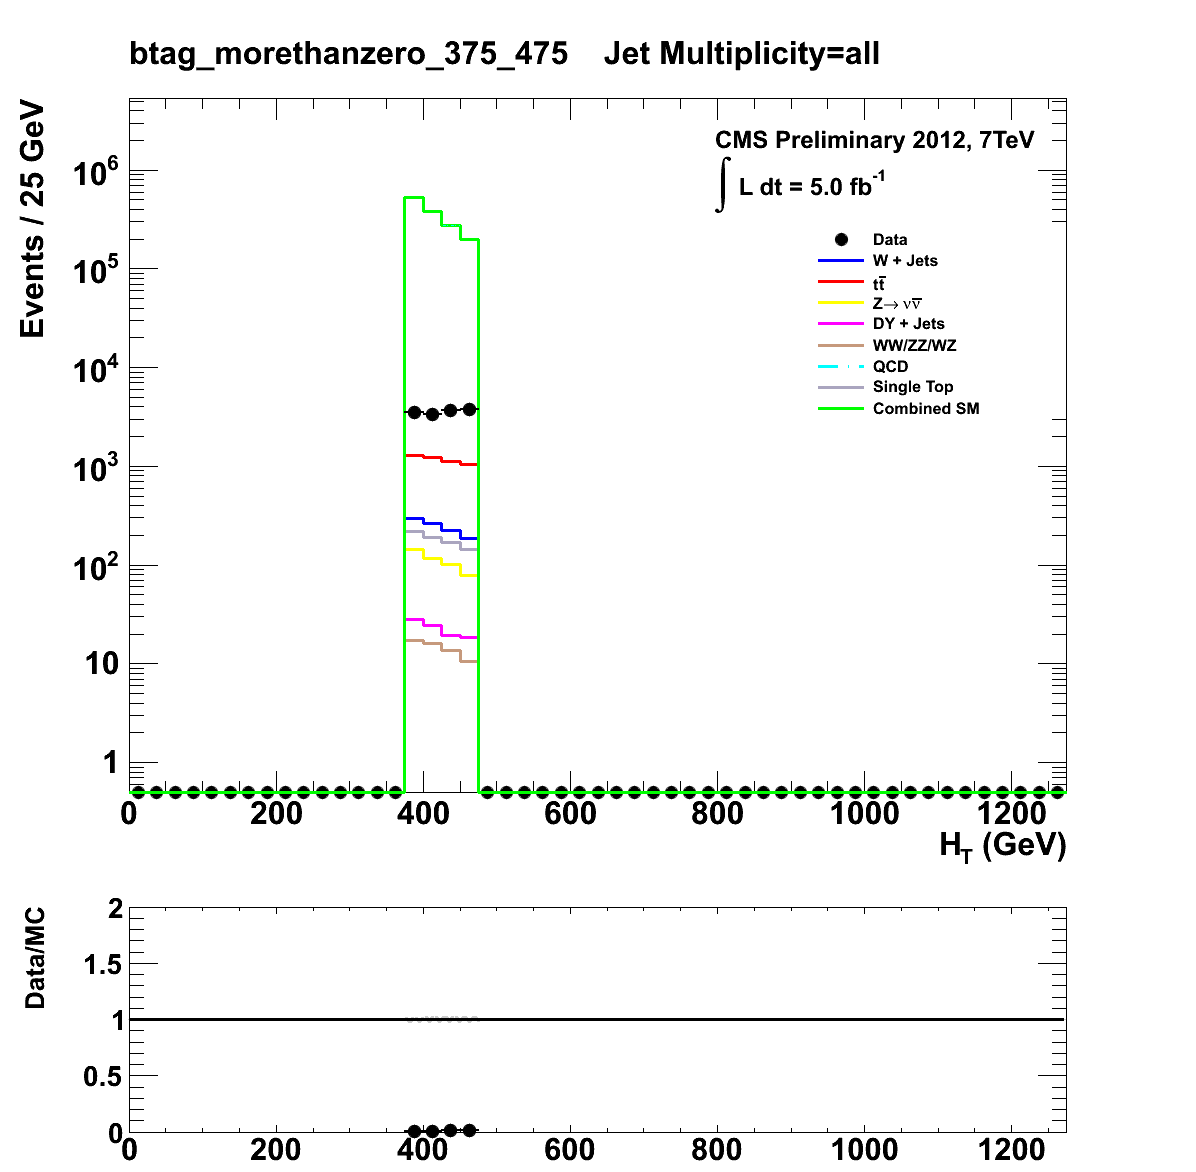 btag_morethanzero_375_475 Jet Multiplicity=all
Events / 25 GeV
CMS Preliminary 2012, 7TeV
∫ L dt = 5.0 fb⁻¹
Data
W + Jets
tt̅
Z→ νν̅
DY + Jets
WW/ZZ/WZ
QCD
Single Top
Combined SM
10⁶
10⁵
10⁴
10³
10²
10
1
0 200 400 600 800 1000 1200
H_T (GeV)
Data/MC
2
1.5
1
0.5
0
0 200 400 600 800 1000 1200